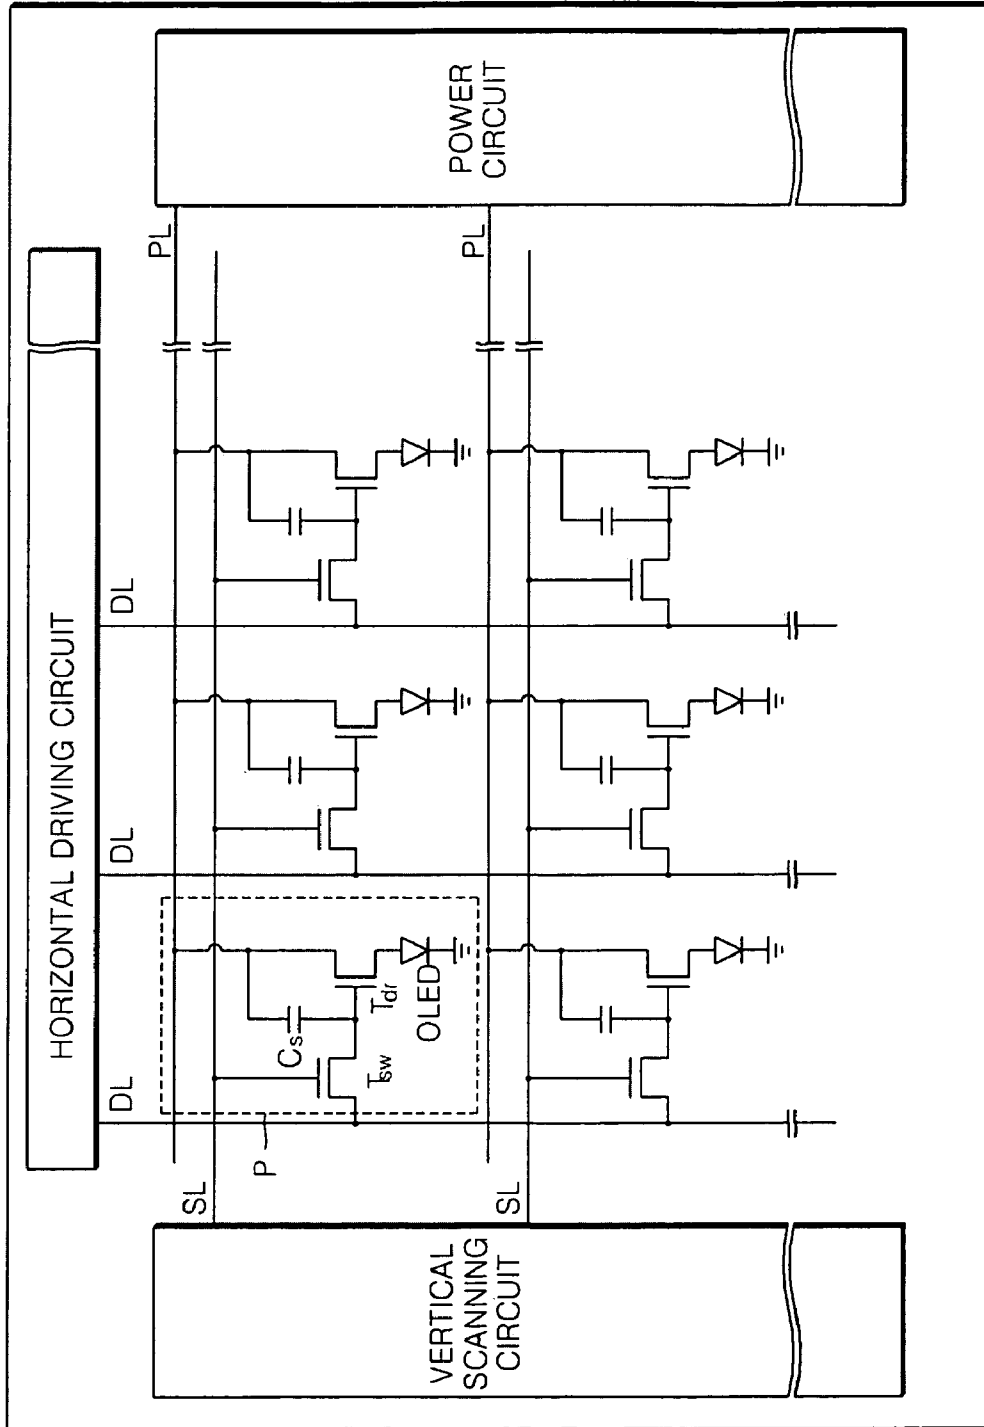 HORIZONTAL DRIVING CIRCUIT
DL
DL
DL
PL
SL
P
Cs
Tsw
Tdr
OLED
PL
SL
VERTICAL
SCANNING
CIRCUIT
POWER
CIRCUIT